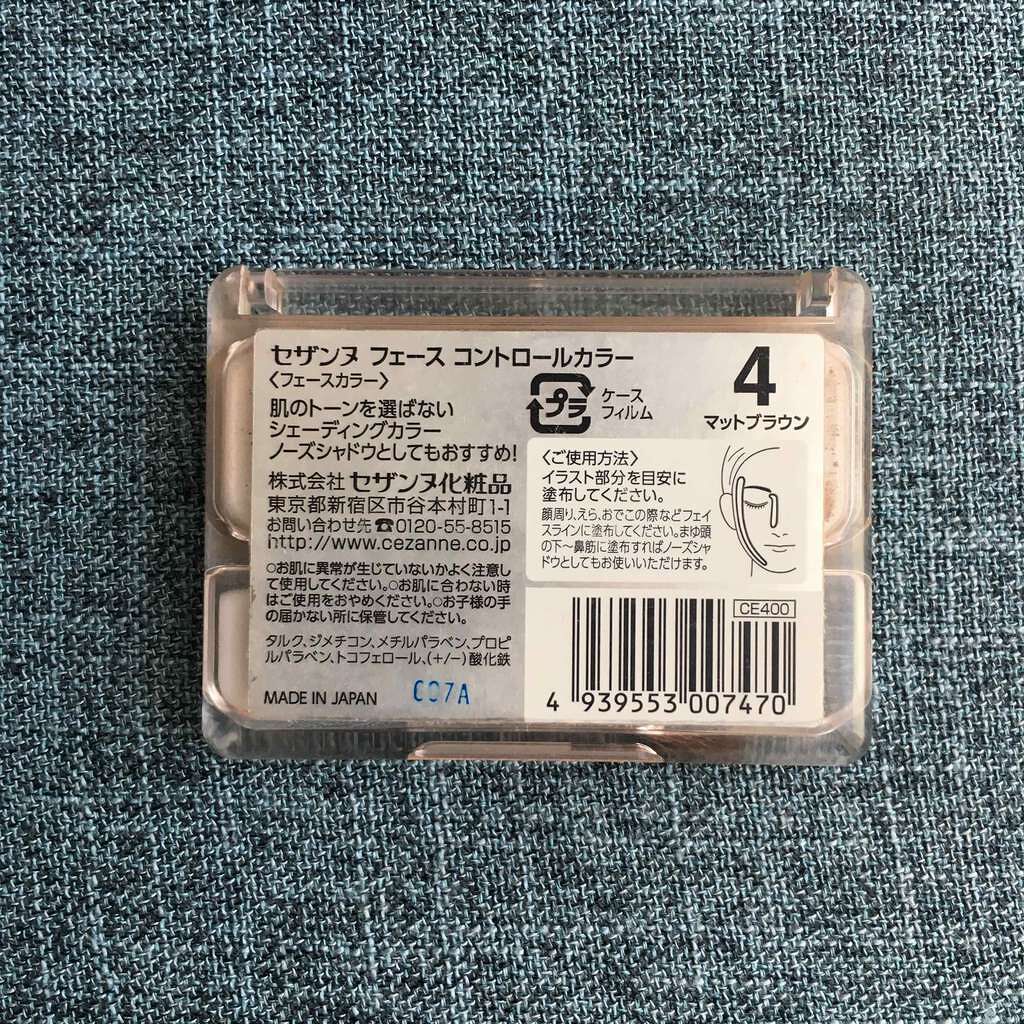 セザンヌ フェース コントロールカラー
〈フェースカラー〉
肌のトーンを選ばない
シェーディングカラー
ノーズシャドウとしてもおすすめ!
株式会社 セザンヌ化粧品
東京都新宿区市谷本村町1-1
お問い合わせ先☎0120-55-8515
http://www.cezanne.co.jp
○お肌に異常が生じていないかよく注意し
て使用してください。○お肌に合わない時
はご使用をおやめください。○お子様の手
の届かない所に保管してください。
タルク、ジメチコン、メチルパラベン、プロピ
ルパラベン、トコフェロール、(+/−)酸化鉄
MADE IN JAPAN
C07A
プラ
ケース
フィルム
4
マットブラウン
〈ご使用方法〉
イラスト部分を目安に
塗布してください。
顔周り、えら、おでこの際などフェイ
スラインに塗布してください。まゆ頭
の下～鼻筋に塗布すればノーズシャ
ドウとしてもお使いいただけます。
CE400
4 939553 007470